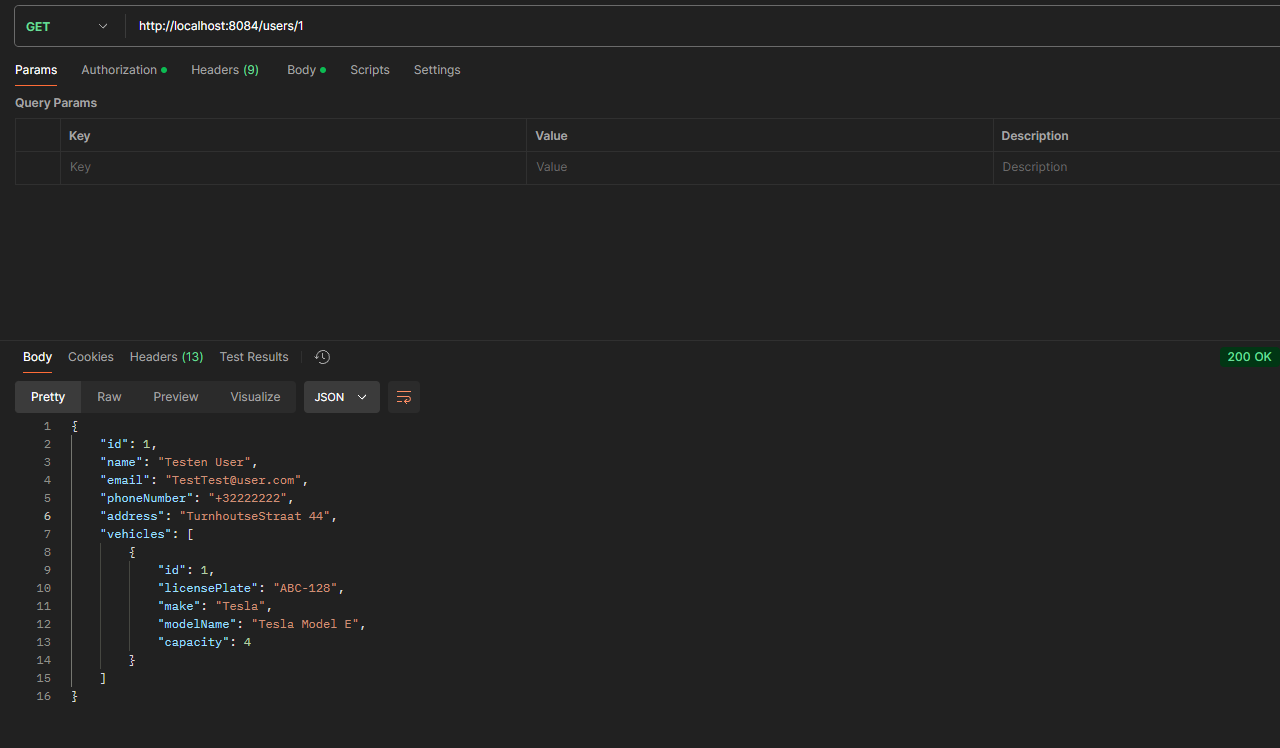 GET http://localhost:8084/users/1
Params Authorization Headers (9) Body Scripts Settings
Query Params
Key Value Description
Key Value Description
Body Cookies Headers (13) Test Results 200 OK
Pretty Raw Preview Visualize JSON
1 {
2 "id": 1,
3 "name": "Testen User",
4 "email": "TestTest@user.com",
5 "phoneNumber": "+32222222",
6 "address": "TurnhoutseStraat 44",
7 "vehicles": [
8 {
9 "id": 1,
10 "licensePlate": "ABC-128",
11 "make": "Tesla",
12 "modelName": "Tesla Model E",
13 "capacity": 4
14 }
15 ]
16 }